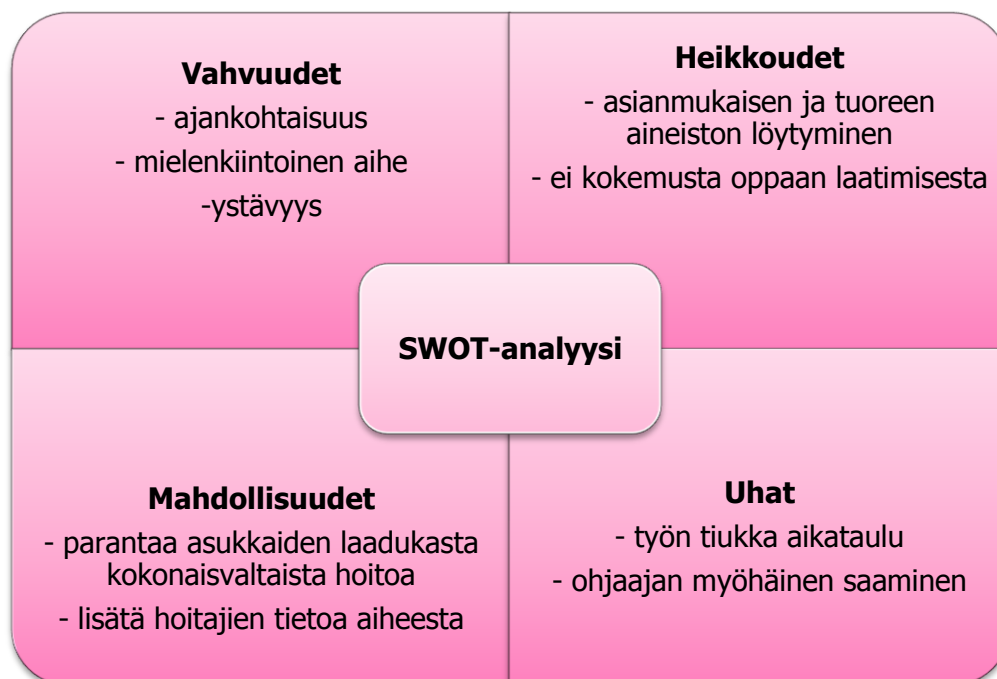 Vahvuudet
- ajankohtaisuus
- mielenkiintoinen aihe
-ystävyys
Heikkoudet
- asianmukaisen ja tuoreen
aineiston löytyminen
- ei kokemusta oppaan laatimisesta
SWOT-analyysi
Mahdollisuudet
- parantaa asukkaiden laadukasta
kokonaisvaltaista hoitoa
- lisätä hoitajien tietoa aiheesta
Uhat
- työn tiukka aikataulu
- ohjaajan myöhäinen saaminen